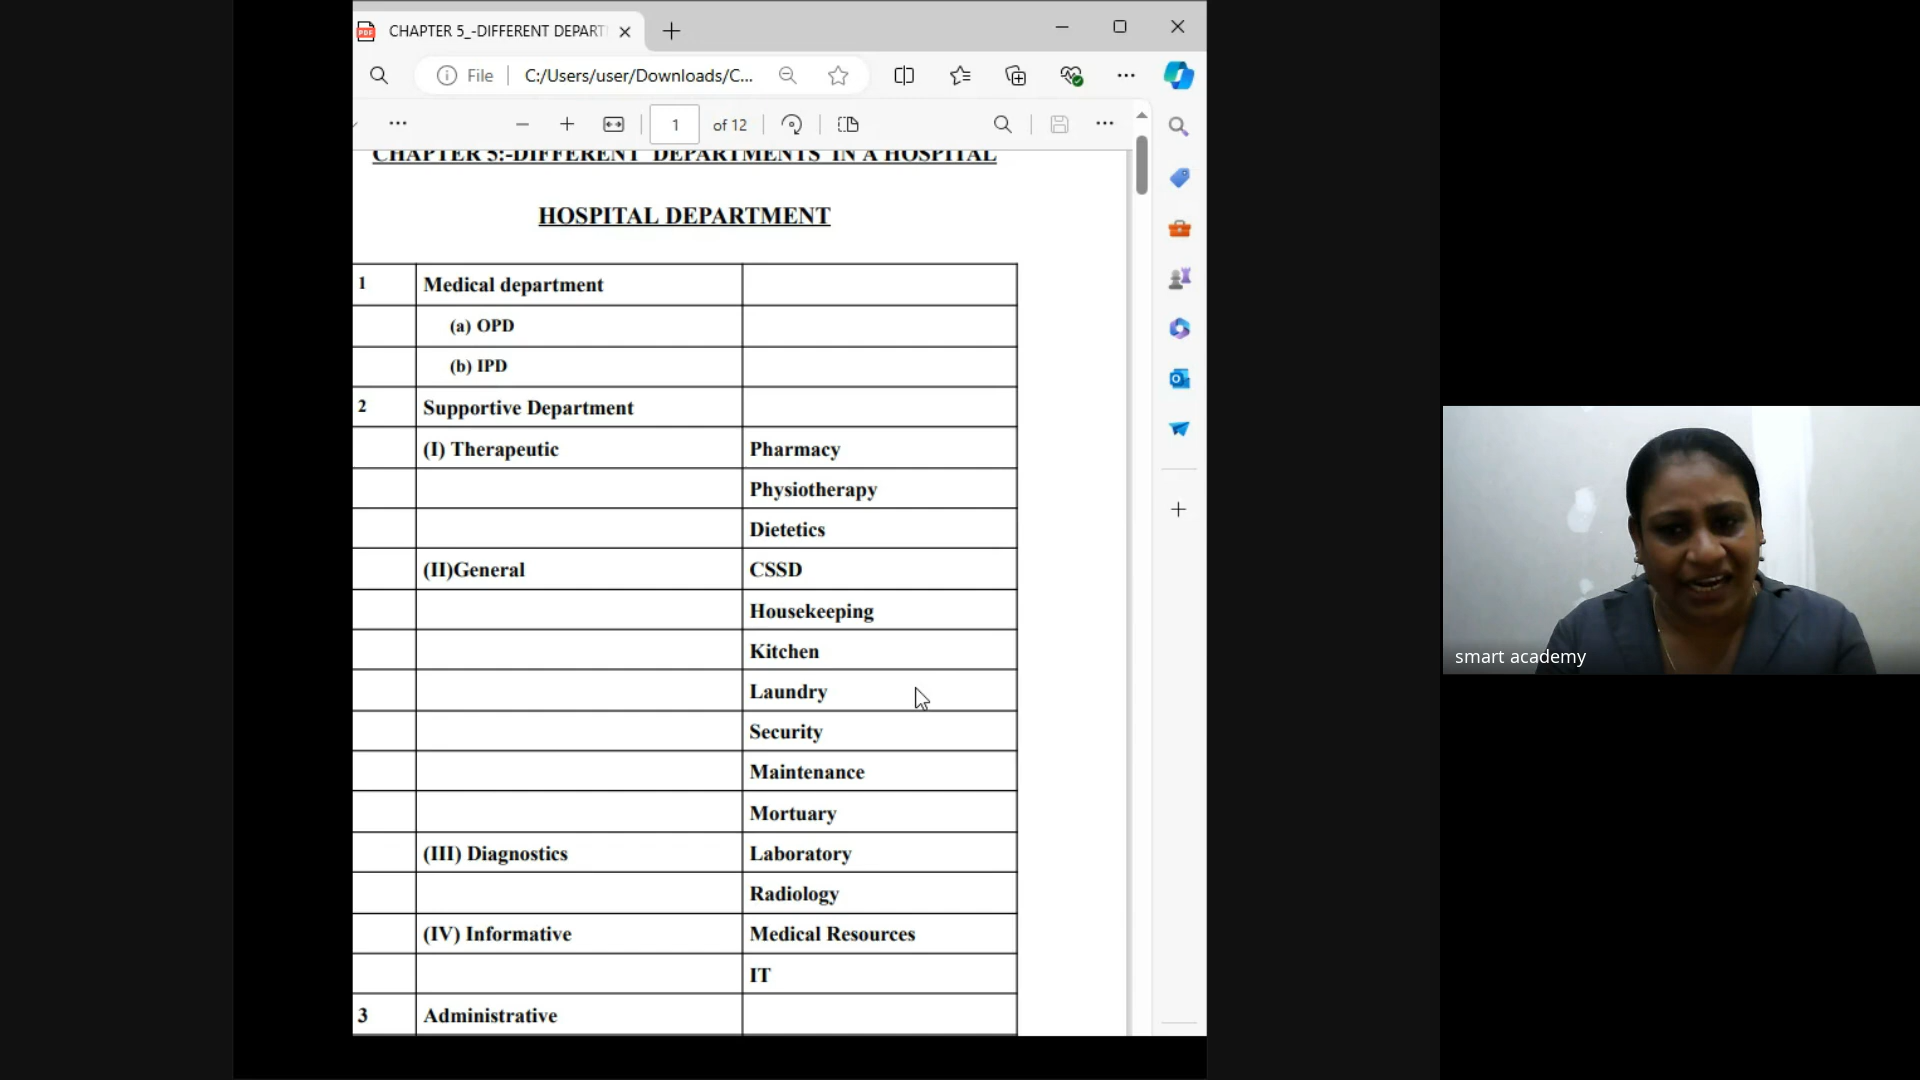 CHAPTER 5_-DIFFERENT DEPART
File
C:/Users/user/Downloads/C...
1 of 12
CHAPTER 5:-DIFFERENT DEPARTMENTS IN A HOSPITAL
HOSPITAL DEPARTMENT
1 Medical department
(a) OPD
(b) IPD
2 Supportive Department
(I) Therapeutic Pharmacy
Physiotherapy
Dietetics
(II)General CSSD
Housekeeping
Kitchen
Laundry
Security
Maintenance
Mortuary
(III) Diagnostics Laboratory
Radiology
(IV) Informative Medical Resources
IT
3 Administrative
smart academy